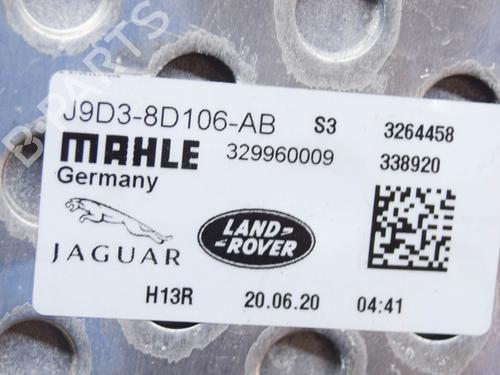 B-PARTS
J9D3-8D106-AB S3 3264458
MAHLE 329960009 338920
Germany
JAGUAR LAND-ROVER
H13R 20.06.20 04:41